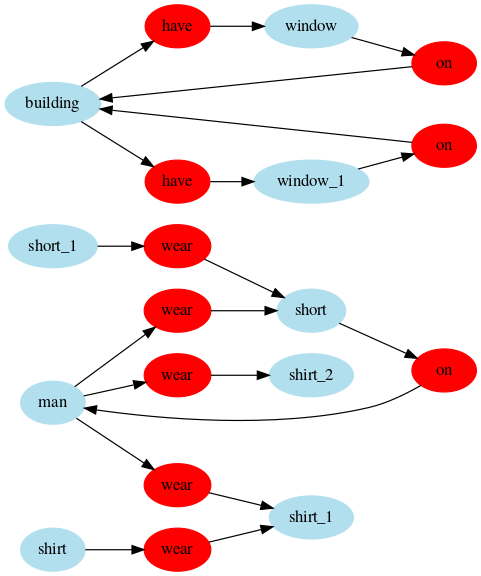 have
window
on
building
on
have
window_1
short_1
wear
wear
short
wear
shirt_2
on
man
wear
shirt_1
shirt
wear